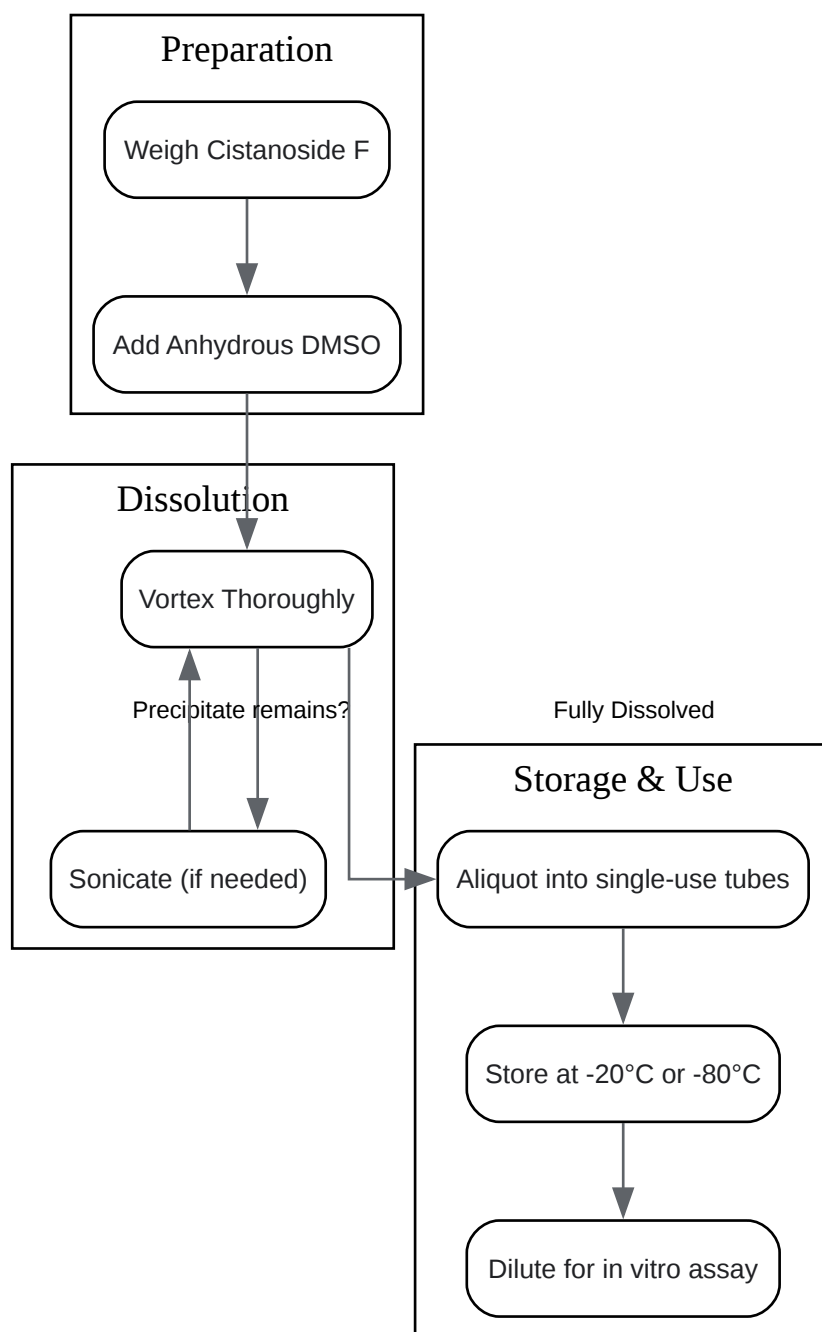 Preparation
Weigh Cistanoside F
Add Anhydrous DMSO
Dissolution
Vortex Thoroughly
Precipitate remains?
Sonicate (if needed)
Fully Dissolved
Storage & Use
Aliquot into single-use tubes
Store at -20°C or -80°C
Dilute for in vitro assay